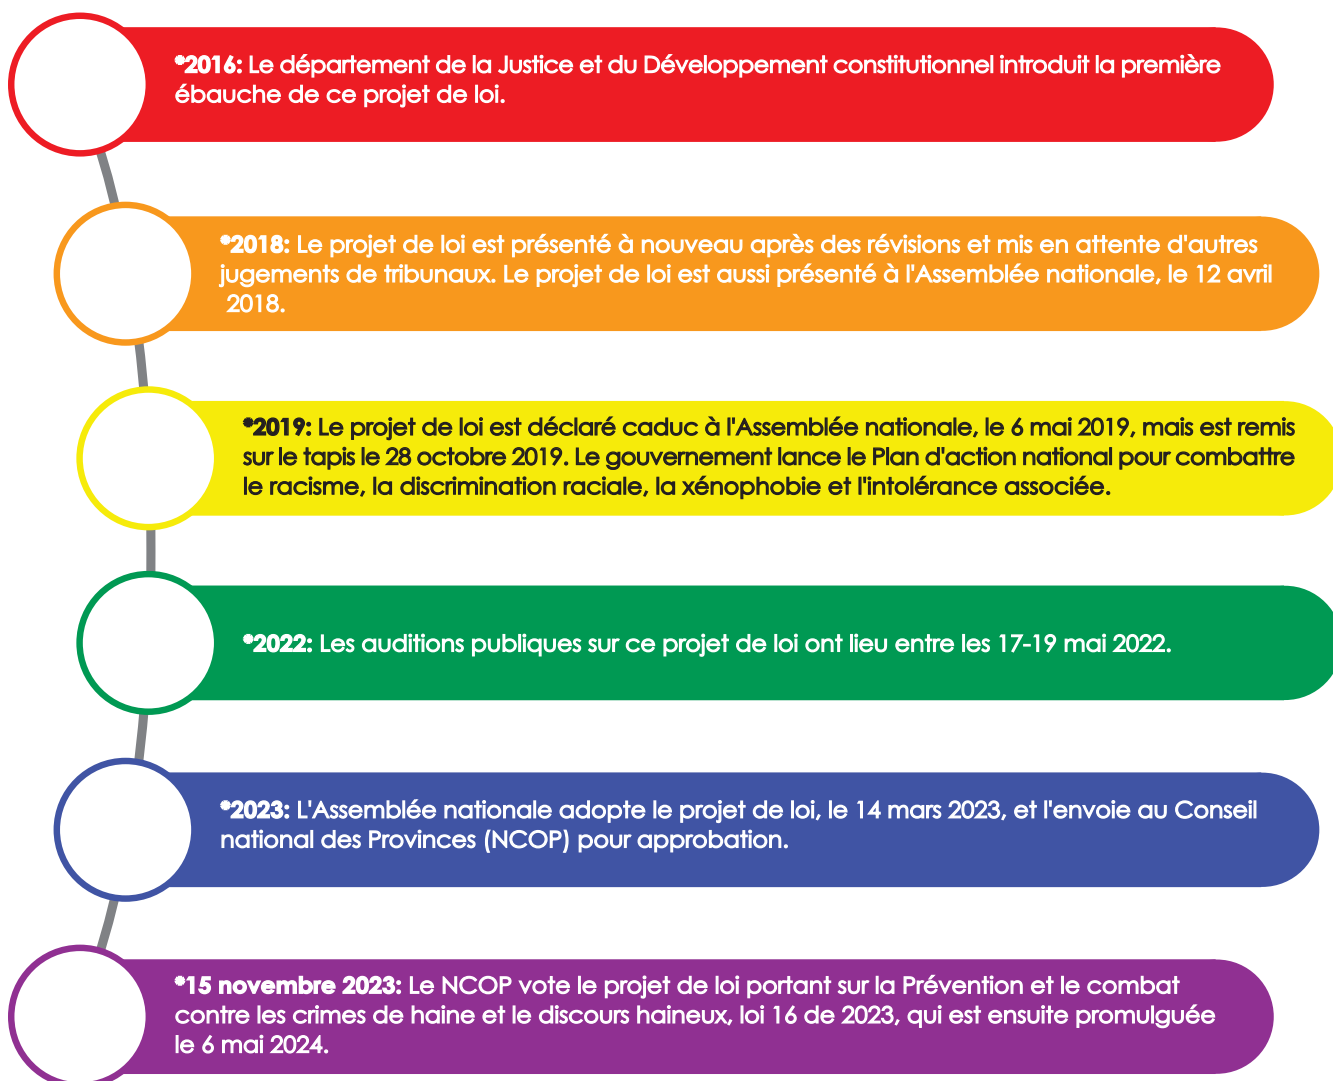 *2016: Le département de la Justice et du Développement constitutionnel introduit la première
ébauche de ce projet de loi.
*2018: Le projet de loi est présenté à nouveau après des révisions et mis en attente d'autres
jugements de tribunaux. Le projet de loi est aussi présenté à l'Assemblée nationale, le 12 avril
2018.
*2019: Le projet de loi est déclaré caduc à l'Assemblée nationale, le 6 mai 2019, mais est remis
sur le tapis le 28 octobre 2019. Le gouvernement lance le Plan d'action national pour combattre
le racisme, la discrimination raciale, la xénophobie et l'intolérance associée.
*2022: Les auditions publiques sur ce projet de loi ont lieu entre les 17-19 mai 2022.
*2023: L'Assemblée nationale adopte le projet de loi, le 14 mars 2023, et l'envoie au Conseil
national des Provinces (NCOP) pour approbation.
*15 novembre 2023: Le NCOP vote le projet de loi portant sur la Prévention et le combat
contre les crimes de haine et le discours haineux, loi 16 de 2023, qui est ensuite promulguée
le 6 mai 2024.